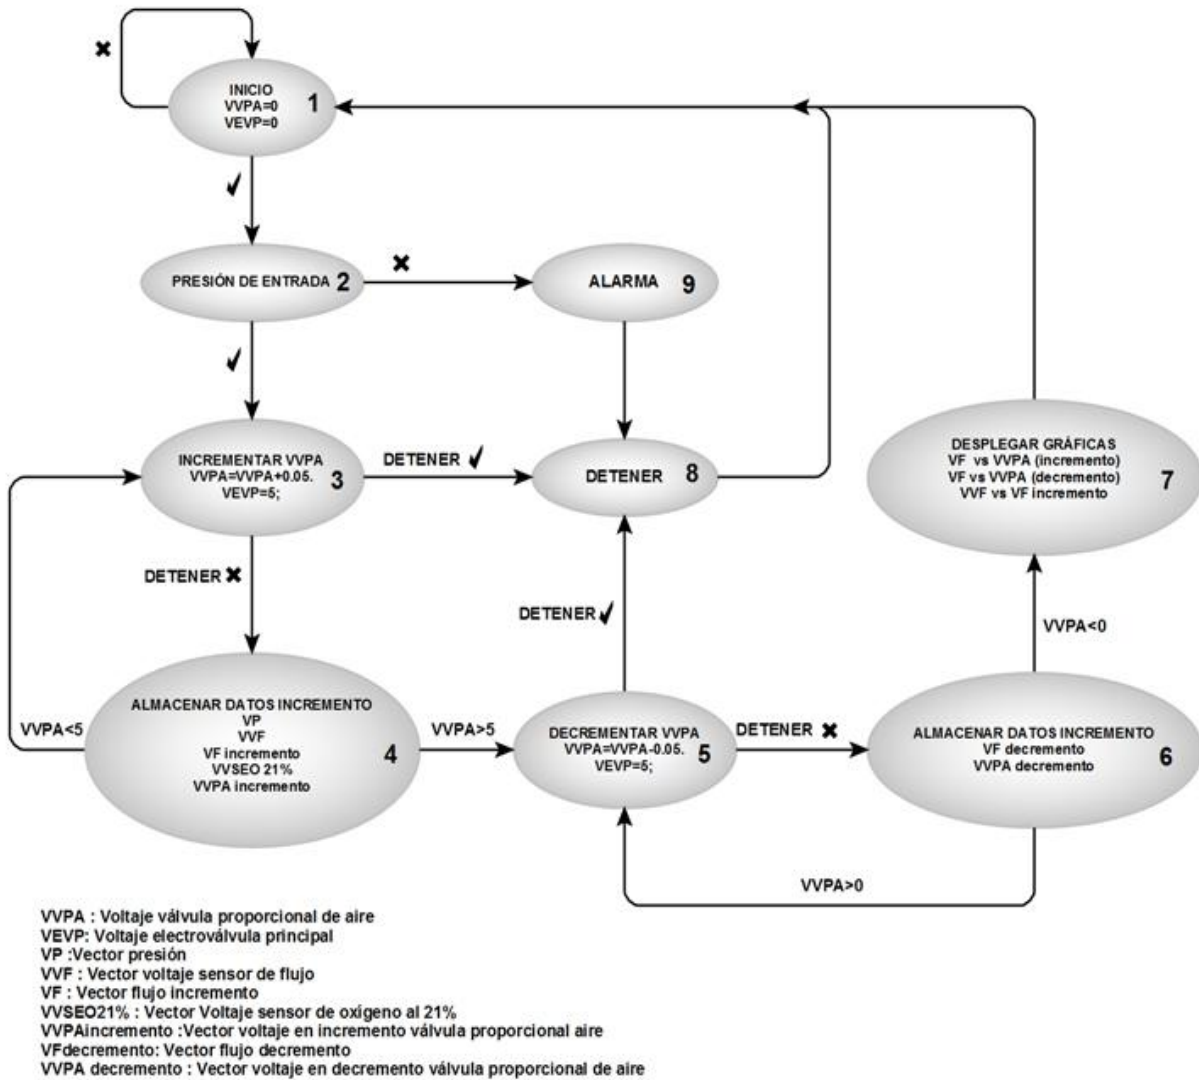 INICIO
VVPA=0
VEVP=0
1
PRESIÓN DE ENTRADA 2
ALARMA 9
INCREMENTAR VVPA
VVPA=VVPA+0.05.
VEVP=5;
3
DETENER
DETENER 8
DESPLEGAR GRÁFICAS
VF vs VVPA (incremento)
VF vs VVPA (decremento)
VVF vs VF incremento
7
DETENER
DETENER
VVPA<0
ALMACENAR DATOS INCREMENTO
VP
VVF
VF incremento
VVSEO 21%
VVPA incremento
4
VVPA<5
VVPA>5
DECREMENTAR VVPA
VVPA=VVPA-0.05.
VEVP=5;
5
DETENER
ALMACENAR DATOS INCREMENTO
VF decremento
VVPA decremento
6
VVPA>0
VVPA : Voltaje válvula proporcional de aire
VEVP: Voltaje electroválvula principal
VP :Vector presión
VVF : Vector voltaje sensor de flujo
VF : Vector flujo incremento
VVSEO21% : Vector Voltaje sensor de oxígeno al 21%
VVPAincremento :Vector voltaje en incremento válvula proporcional aire
VFdecremento: Vector flujo decremento
VVPA decremento : Vector voltaje en decremento válvula proporcional de aire